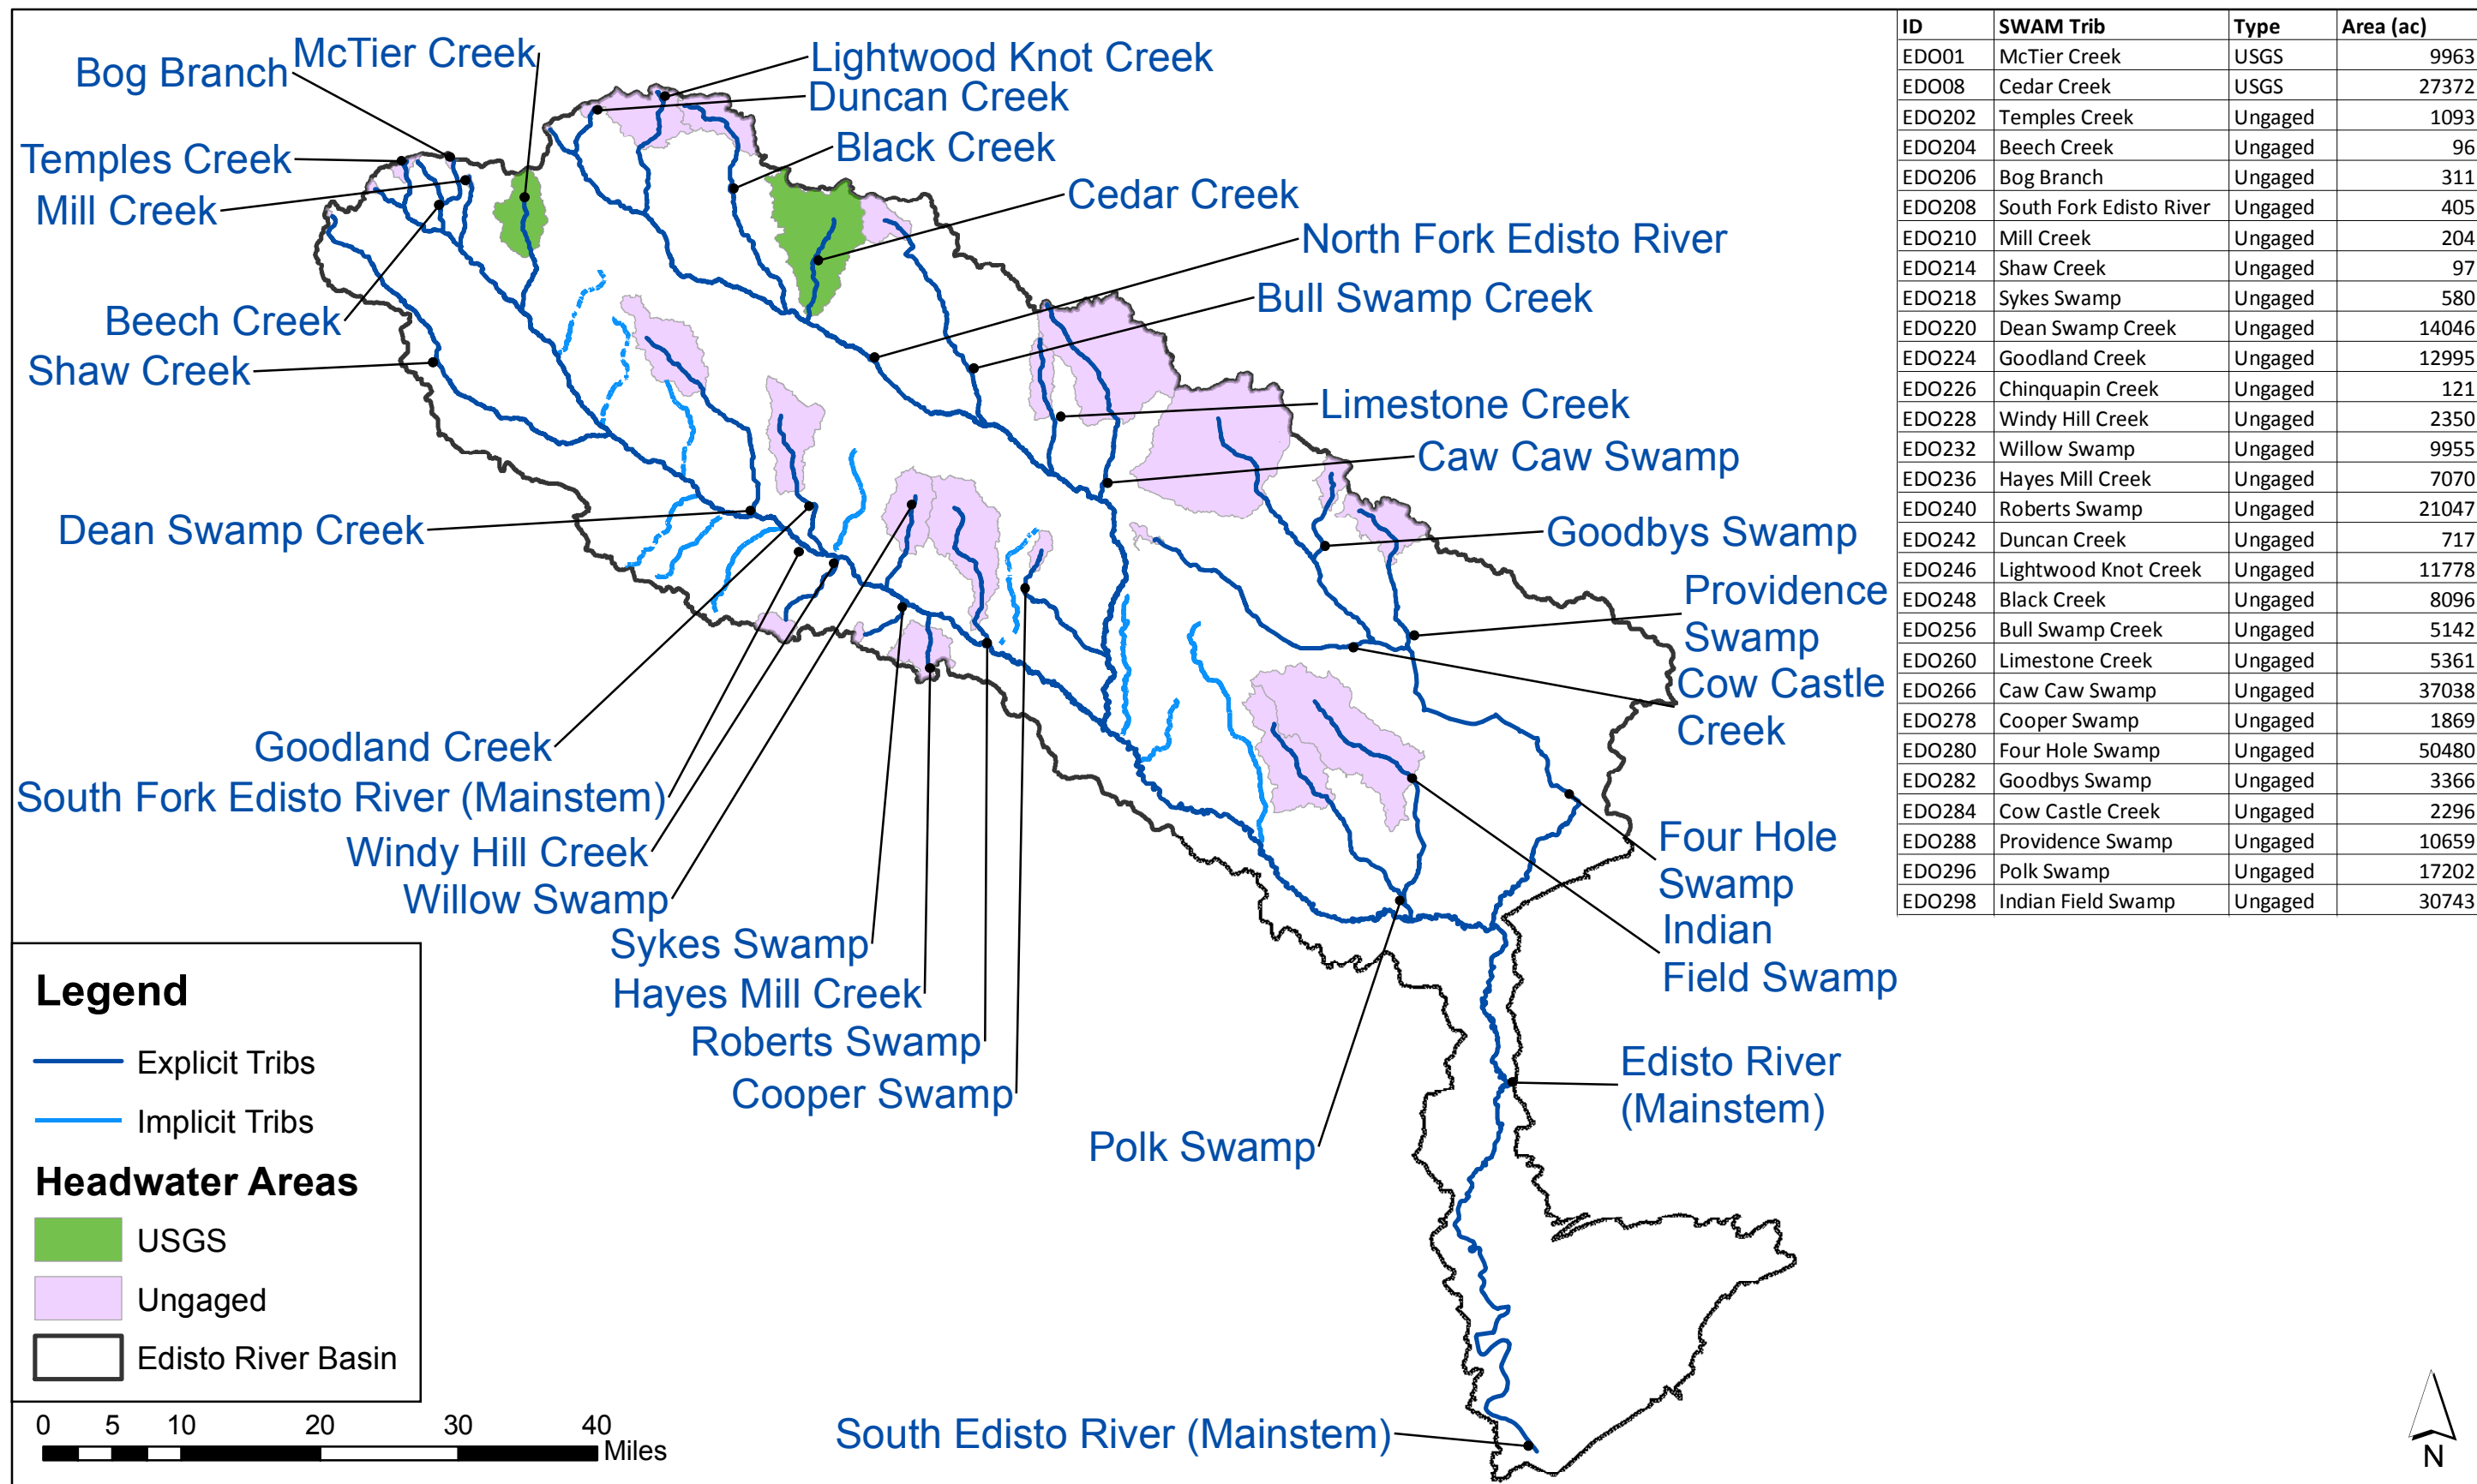 Bog Branch
McTier Creek
Lightwood Knot Creek
Duncan Creek
Black Creek
Temples Creek
Mill Creek
Cedar Creek
North Fork Edisto River
Bull Swamp Creek
Beech Creek
Shaw Creek
Limestone Creek
Caw Caw Swamp
Dean Swamp Creek
Goodbys Swamp
Providence
Swamp
Cow Castle
Creek
Goodland Creek
South Fork Edisto River (Mainstem)
Windy Hill Creek
Willow Swamp
Four Hole
Swamp
Indian
Field Swamp
Sykes Swamp
Hayes Mill Creek
Roberts Swamp
Cooper Swamp
Edisto River
(Mainstem)
Polk Swamp
South Edisto River (Mainstem)
ID SWAM Trib Type Area (ac)
EDO01 McTier Creek USGS 9963
EDO08 Cedar Creek USGS 27372
EDO202 Temples Creek Ungaged 1093
EDO204 Beech Creek Ungaged 96
EDO206 Bog Branch Ungaged 311
EDO208 South Fork Edisto River Ungaged 405
EDO210 Mill Creek Ungaged 204
EDO214 Shaw Creek Ungaged 97
EDO218 Sykes Swamp Ungaged 580
EDO220 Dean Swamp Creek Ungaged 14046
EDO224 Goodland Creek Ungaged 12995
EDO226 Chinquapin Creek Ungaged 121
EDO228 Windy Hill Creek Ungaged 2350
EDO232 Willow Swamp Ungaged 9955
EDO236 Hayes Mill Creek Ungaged 7070
EDO240 Roberts Swamp Ungaged 21047
EDO242 Duncan Creek Ungaged 717
EDO246 Lightwood Knot Creek Ungaged 11778
EDO248 Black Creek Ungaged 8096
EDO256 Bull Swamp Creek Ungaged 5142
EDO260 Limestone Creek Ungaged 5361
EDO266 Caw Caw Swamp Ungaged 37038
EDO278 Cooper Swamp Ungaged 1869
EDO280 Four Hole Swamp Ungaged 50480
EDO282 Goodbys Swamp Ungaged 3366
EDO284 Cow Castle Creek Ungaged 2296
EDO288 Providence Swamp Ungaged 10659
EDO296 Polk Swamp Ungaged 17202
EDO298 Indian Field Swamp Ungaged 30743
Legend
Explicit Tribs
Implicit Tribs
Headwater Areas
USGS
Ungaged
Edisto River Basin
0 5 10 20 30 40
Miles
N